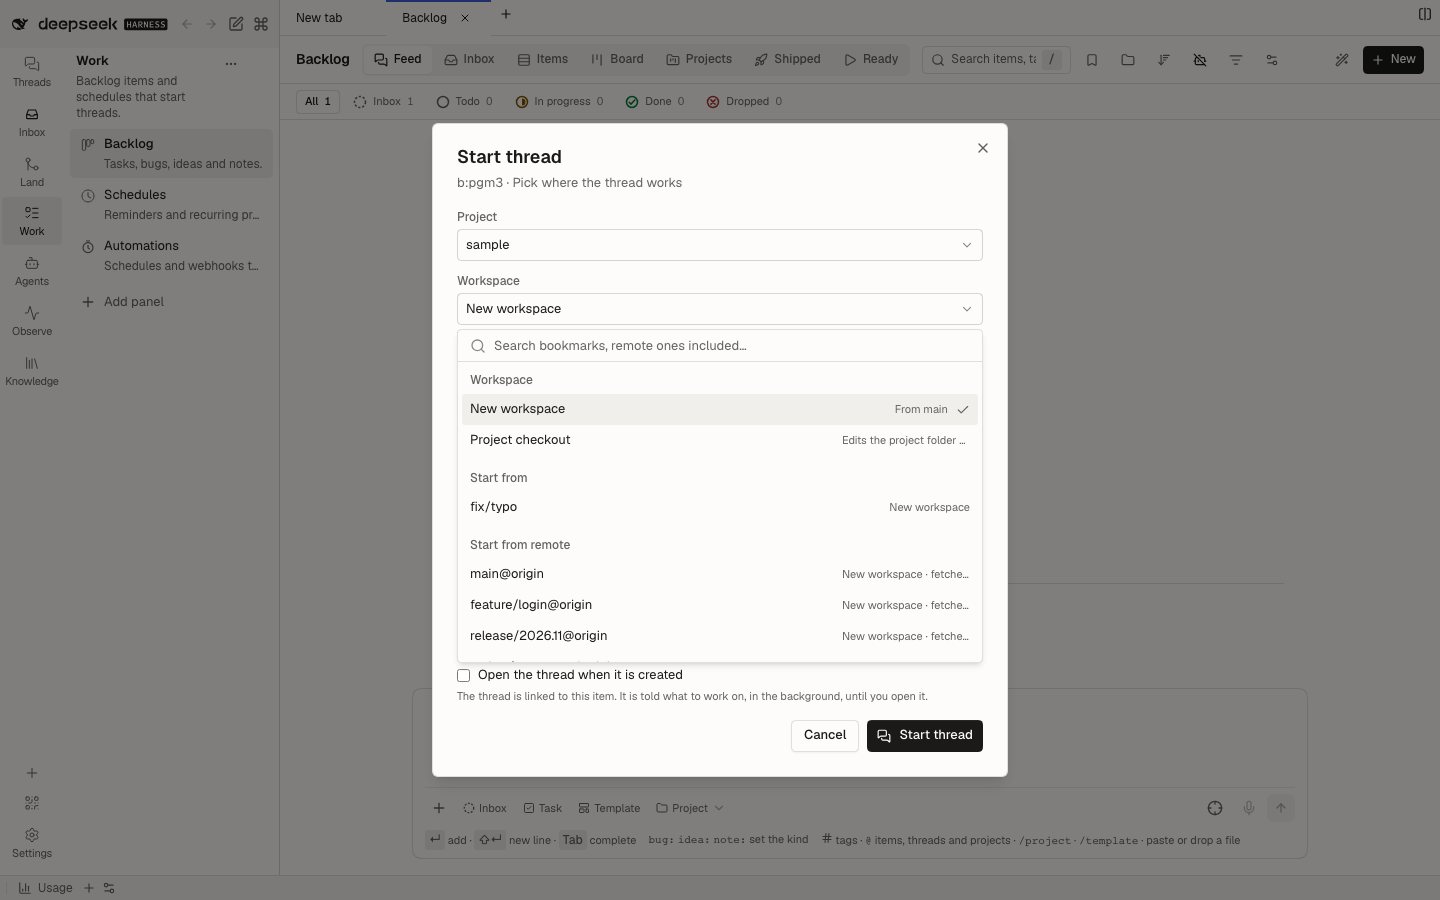 deepseek HARNESS
New tab
Backlog
Threads
Inbox
Land
Work
Agents
Observe
Knowledge
Settings
Work
Backlog items and
schedules that start
threads.
Backlog
Tasks, bugs, ideas and notes.
Schedules
Reminders and recurring pr…
Automations
Schedules and webhooks t…
Add panel
Backlog
Feed
Inbox
Items
Board
Projects
Shipped
Ready
Search items, ta
/
New
All 1
Inbox 1
Todo 0
In progress 0
Done 0
Dropped 0
Start thread
b:pgm3 · Pick where the thread works
Project
sample
Workspace
New workspace
Search bookmarks, remote ones included…
Workspace
New workspace From main
Project checkout Edits the project folder …
Start from
fix/typo New workspace
Start from remote
main@origin New workspace · fetche…
feature/login@origin New workspace · fetche…
release/2026.11@origin New workspace · fetche…
Open the thread when it is created
The thread is linked to this item. It is told what to work on, in the background, until you open it.
Cancel
Start thread
Inbox
Task
Template
Project
add · new line · Tab complete bug: idea: note: set the kind # tags · @ items, threads and projects · /project · /template · paste or drop a file
Usage